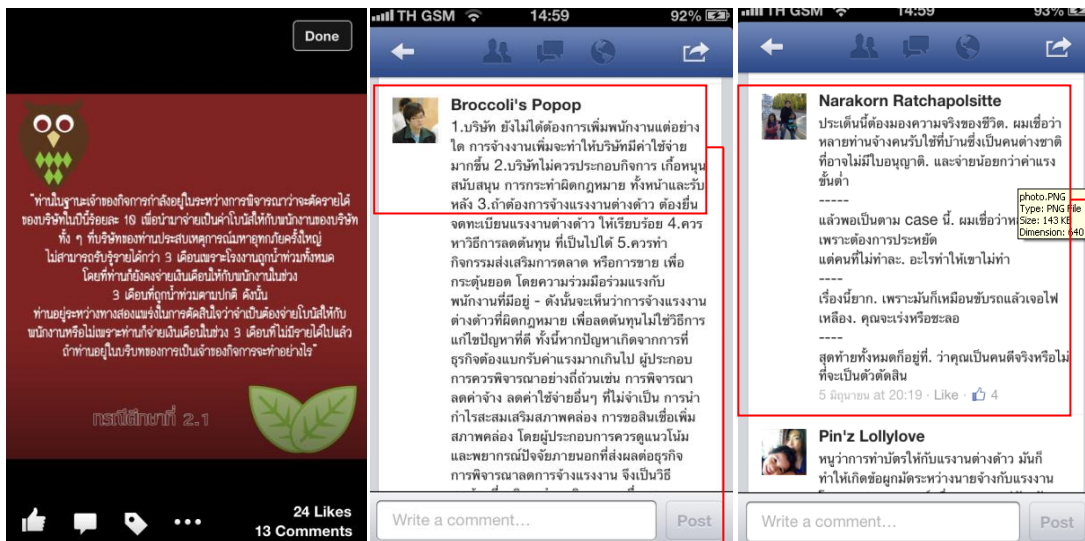 Done
"ท่านในฐานะเจ้าของกิจการกำลังอยู่ในระหว่างการพิจารณาว่าจะคัดรายได้
ของบริษัทในปีนี้ร้อยละ 10 เพื่อนำมาจ่ายเป็นค่าโบนัสให้กับพนักงานของบริษัท
ทั้ง ๆ ที่บริษัทของท่านประสบเหตุการณ์มหาอุทกภัยครั้งใหญ่
ไม่สามารถรับรู้รายได้กว่า 3 เดือนเพราะโรงงานถูกน้ำท่วมทั้งหมด
โดยที่ท่านก็ยังคงจ่ายเงินเดือนให้กับพนักงานในช่วง
3 เดือนที่ถูกน้ำท่วมตามปกติ ดังนั้น
ท่านอยู่ระหว่างทางสองแพร่งในการตัดสินใจว่าจำเป็นต้องจ่ายโบนัสให้กับ
พนักงานหรือไม่เพราะท่านก็จ่ายเงินเดือนในช่วง 3 เดือนที่ไม่มีรายได้ไปแล้ว
ถ้าท่านอยู่ในบริบทของการเป็นเจ้าของกิจการจะทำอย่างไร"
กรณีศึกษาที่ 2.1
24 Likes
13 Comments
TH GSM 14:59 92%
Broccoli's Popop
1.บริษัท ยังไม่ได้ต้องการเพิ่มพนักงานแต่อย่าง
ใด การจ้างงานเพิ่มจะทำให้บริษัทมีค่าใช้จ่าย
มากขึ้น 2.บริษัทไม่ควรประกอบกิจการ เกื้อหนุน
สนับสนุน การกระทำผิดกฎหมาย ทั้งหน้าและรับ
หลัง 3.ถ้าต้องการจ้างแรงงานต่างด้าว ต้องยื่น
จดทะเบียนแรงงานต่างด้าว ให้เรียบร้อย 4.ควร
หาวิธีการลดต้นทุน ที่เป็นไปได้ 5.ควรทำ
กิจกรรมส่งเสริมการตลาด หรือการขาย เพื่อ
กระตุ้นยอด โดยความร่วมมือร่วมแรงกับ
พนักงานที่มีอยู่ - ดังนั้นจะเห็นว่าการจ้างแรงงาน
ต่างด้าวที่ผิดกฎหมาย เพื่อลดต้นทุนไม่ใช่วิธีการ
แก้ไขปัญหาที่ดี ทั้งนี้หากปัญหาเกิดจากการที่
ธุรกิจต้องแบกรับค่าแรงมากเกินไป ผู้ประกอบ
การควรพิจารณาอย่างถี่ถ้วนเช่น การพิจารณา
ลดค่าจ้าง ลดค่าใช้จ่ายอื่นๆ ที่ไม่จำเป็น การนำ
กำไรสะสมเสริมสภาพคล่อง การขอสินเชื่อเพิ่ม
สภาพคล่อง โดยผู้ประกอบการควรดูแนวโน้ม
และพยากรณ์ปัจจัยภายนอกที่ส่งผลต่อธุรกิจ
การพิจารณาลดการจ้างแรงงาน จึงเป็นวิธี
Write a comment...
Post
TH GSM 14:59 93%
Narakorn Ratchapolsitte
ประเด็นนี้ต้องมองความจริงของชีวิต. ผมเชื่อว่า
หลายท่านจ้างคนรับใช้ที่บ้านซึ่งเป็นคนต่างชาติ
ที่อาจไม่มีใบอนุญาติ. และจ่ายน้อยกว่าค่าแรง
ขั้นต่ำ
-----
แล้วพอเป็นตาม case นี้. ผมเชื่อว่า
เพราะต้องการประหยัด
แต่คนที่ไม่ทำละ. อะไรทำให้เขาไม่ทำ
----
เรื่องนี้ยาก. เพราะมันก็เหมือนขับรถแล้วเจอไฟ
เหลือง. คุณจะเร่งหรือชะลอ
----
สุดท้ายทั้งหมดก็อยู่ที่. ว่าคุณเป็นคนดีจริงหรือไม่
ที่จะเป็นตัวตัดสิน
5 มิถุนายน at 20:19 · Like · 4
photo.PNG
Type: PNG File
Size: 143 KB
Dimension: 640
Pin'z Lollylove
หนูว่าการทำบัตรให้กับแรงงานต่างด้าว มันก็
ทำให้เกิดข้อผูกมัดระหว่างนายจ้างกับแรงงาน
Write a comment...
Post